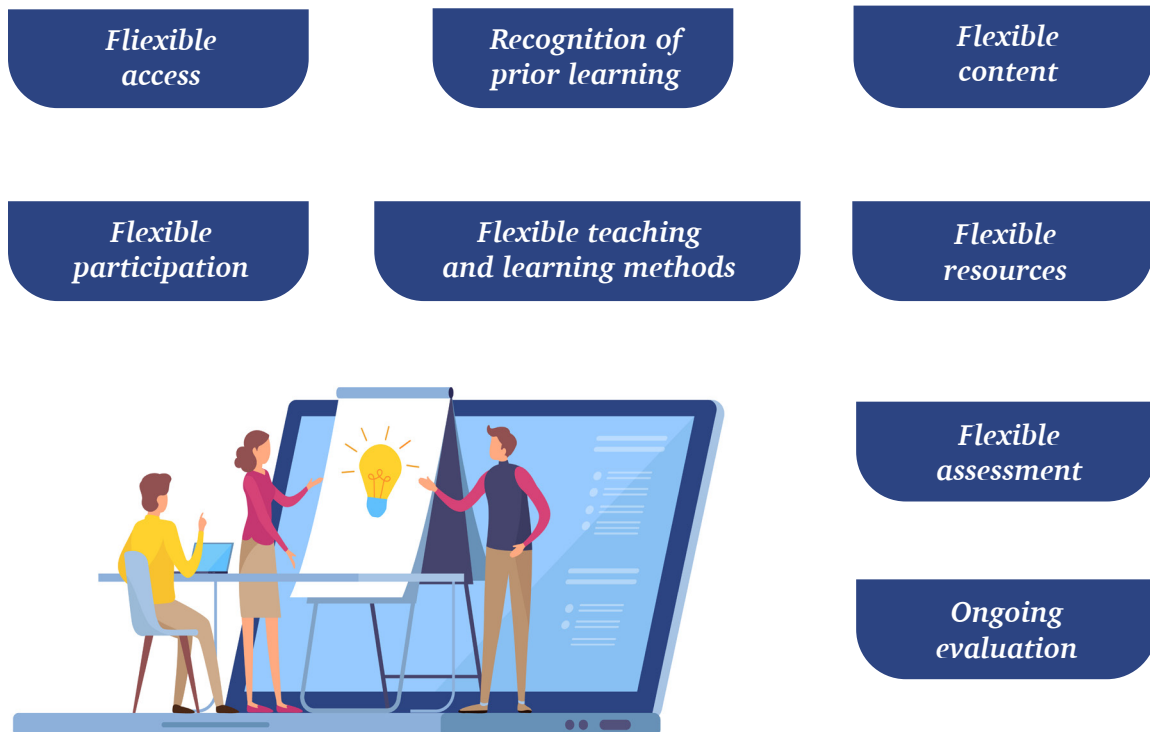 Fliexible
access
Recognition of
prior learning
Flexible
content
Flexible
participation
Flexible teaching
and learning methods
Flexible
resources
Flexible
assessment
Ongoing
evaluation